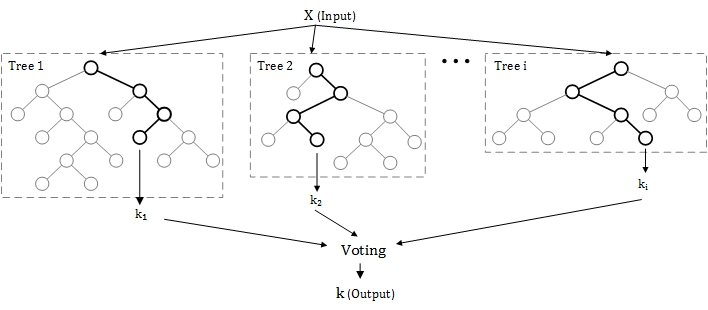 X (Input)
Tree 1
Tree 2
• • •
Tree i
k₁
k₂
kᵢ
Voting
k (Output)